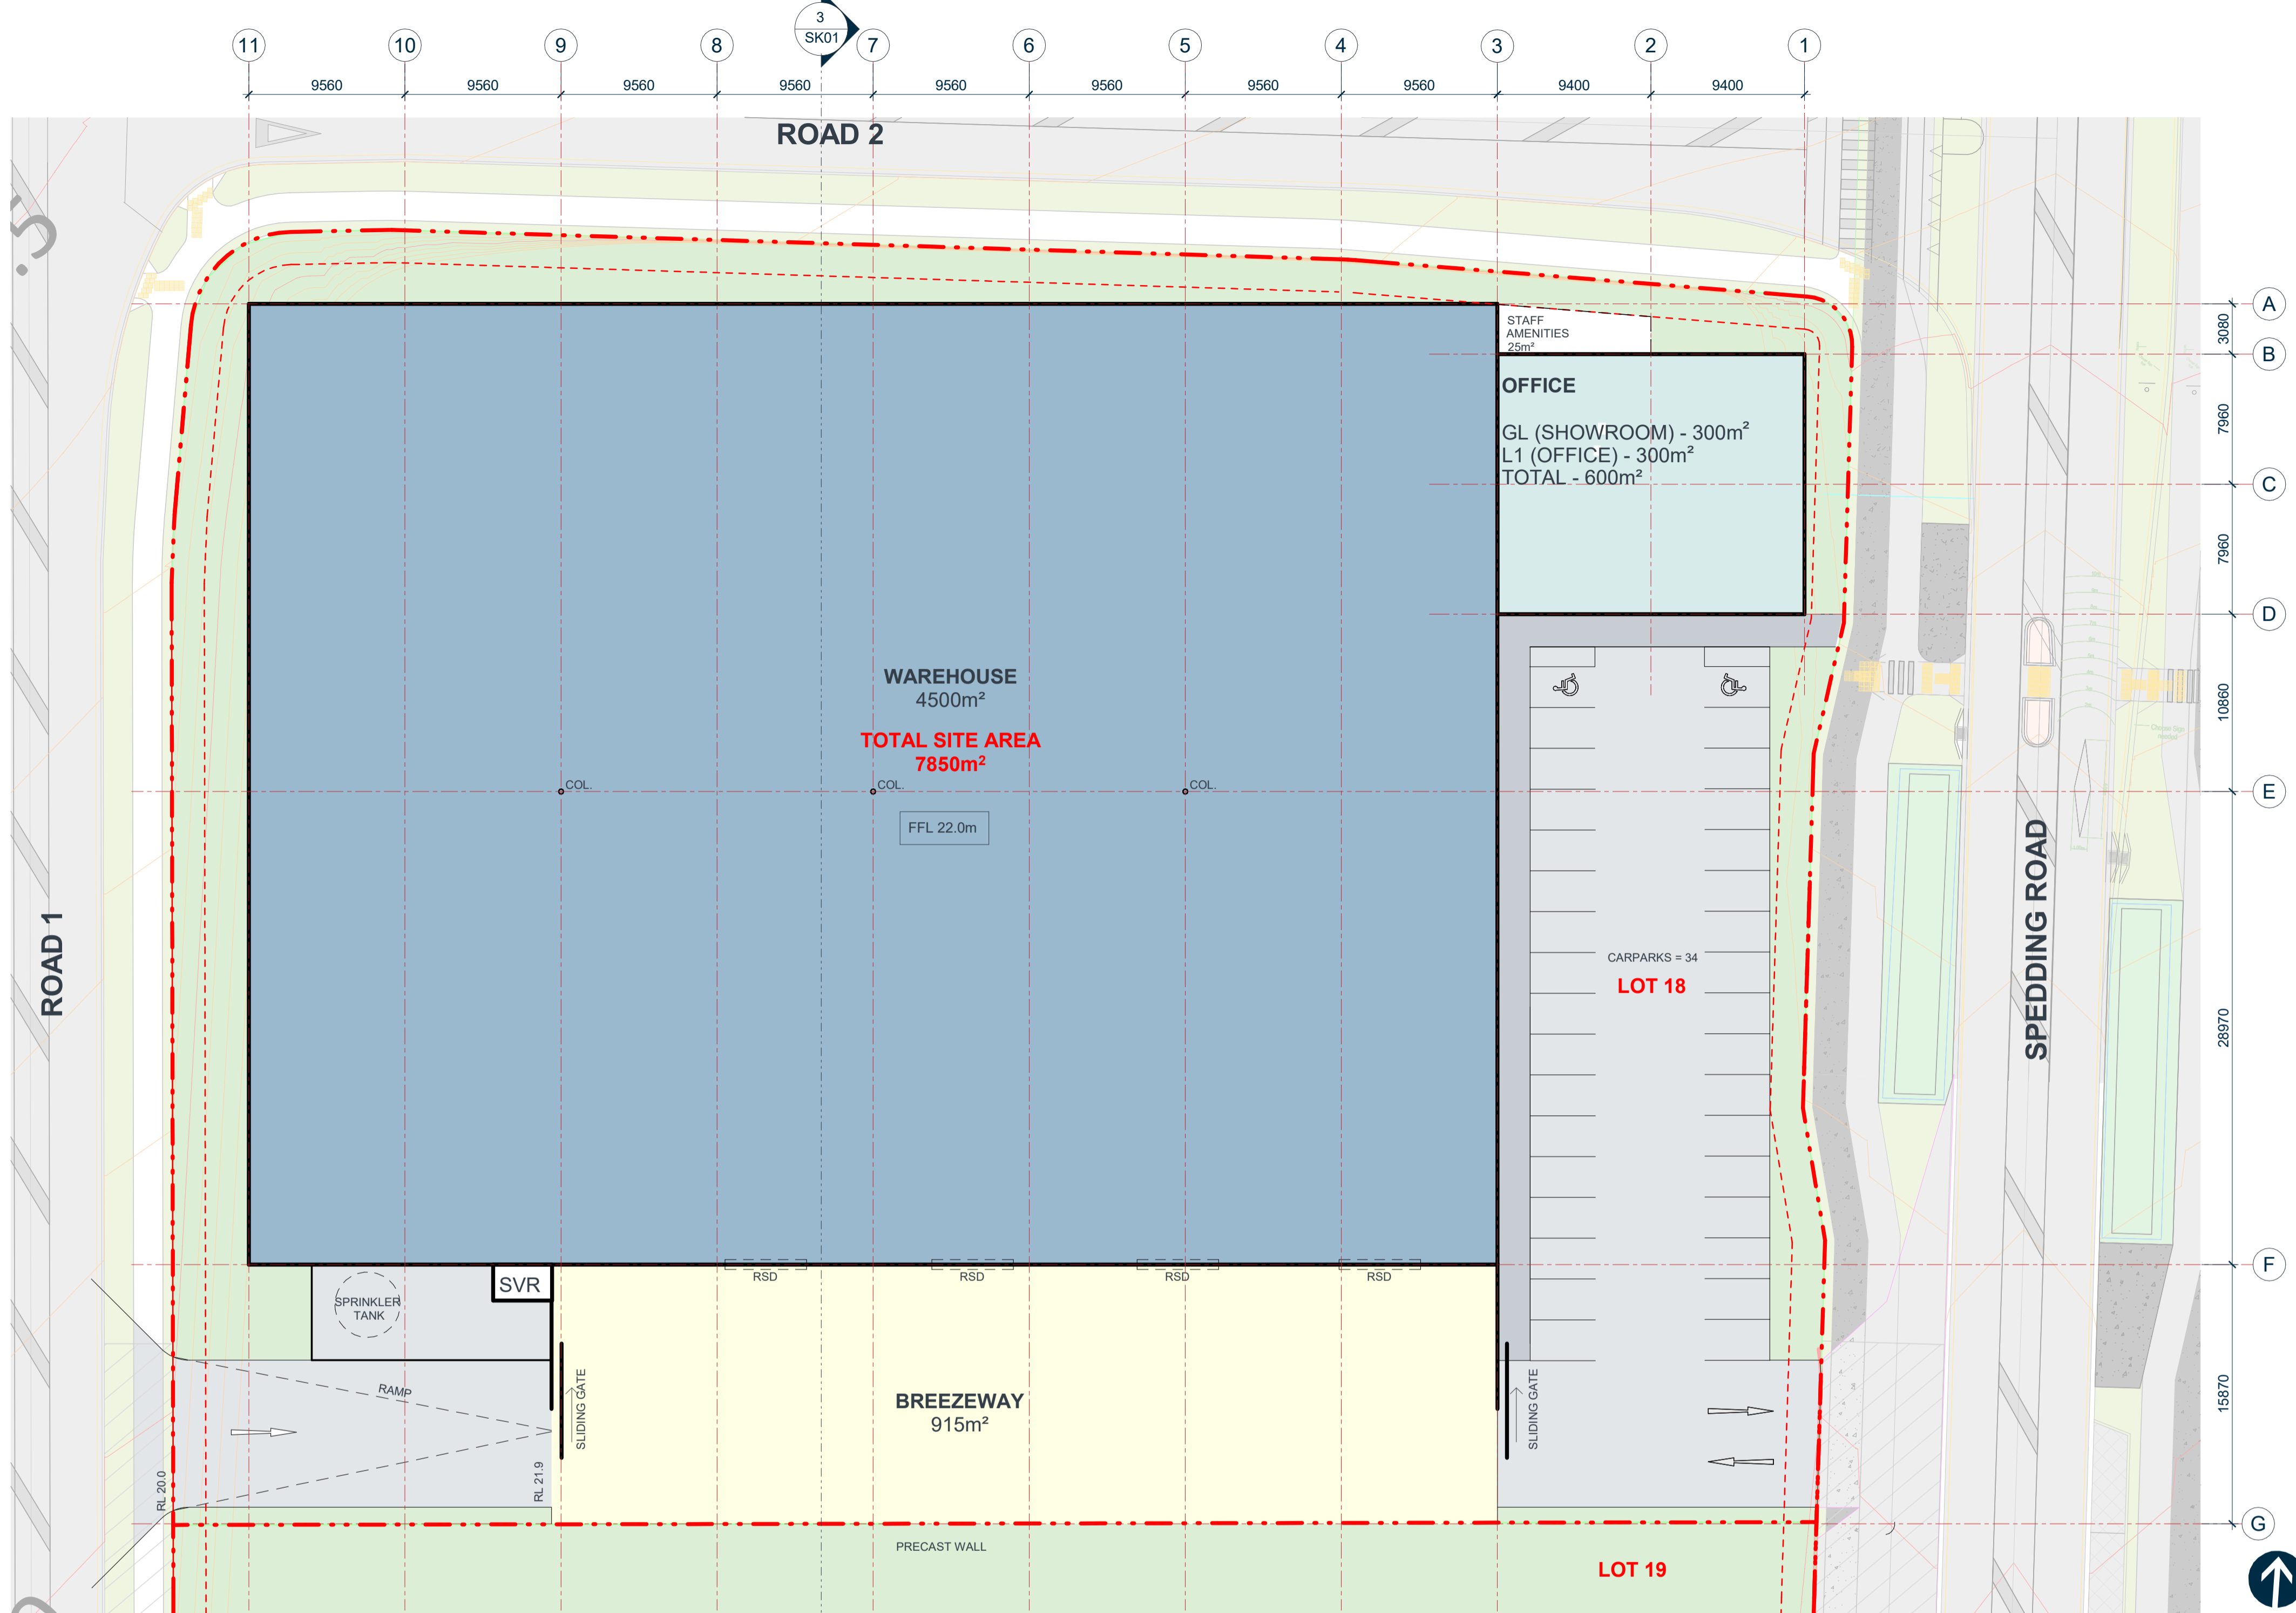 3
SK01
11
10
9
8
7
6
5
4
3
2
1
9560
9560
9560
9560
9560
9560
9560
9560
9400
9400
ROAD 2
.5
A
3080
B
7960
C
7960
D
10860
E
28970
F
15870
G
STAFF
AMENITIES
25m²
OFFICE
GL (SHOWROOM) - 300m²
L1 (OFFICE) - 300m²
TOTAL - 600m²
WAREHOUSE
4500m²
TOTAL SITE AREA
7850m²
COL.
COL.
COL.
FFL 22.0m
ROAD 1
CARPARKS = 34
LOT 18
SPEDDING ROAD
SVR
SPRINKLER
TANK
RSD
RSD
RSD
RSD
RAMP
SLIDING GATE
SLIDING GATE
BREEZEWAY
915m²
RL 20.0
RL 21.9
PRECAST WALL
LOT 19